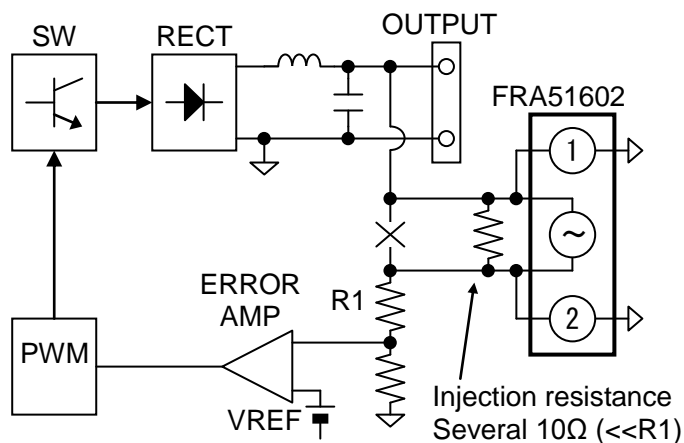 SW
RECT
OUTPUT
FRA51602
1
~
2
R1
ERROR
AMP
PWM
VREF
Injection resistance
Several 10Ω (<<R1)